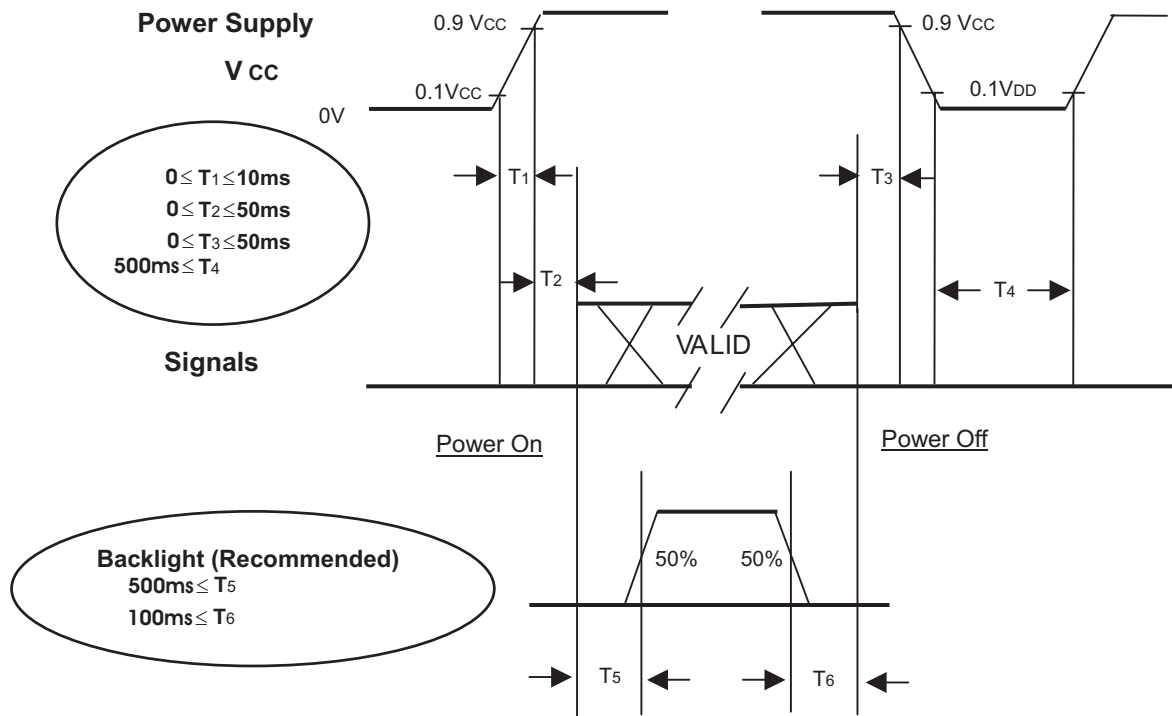 Power Supply
V CC
0.9 VCC
0.1VCC
0V
0.9 VCC
0.1VDD
0 ≤ T1 ≤ 10ms
0 ≤ T2 ≤ 50ms
0 ≤ T3 ≤ 50ms
500ms ≤ T4
T1
T2
T3
T4
Signals
VALID
Power On
Power Off
Backlight (Recommended)
500ms ≤ T5
100ms ≤ T6
50%
50%
T5
T6